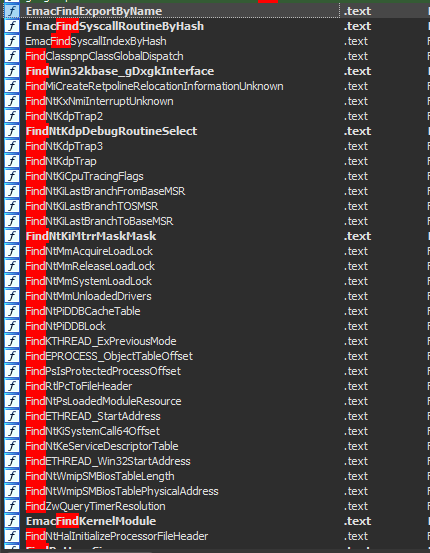 EmacFindExportByName .text
EmacFindSyscallRoutineByHash .text
EmacFindSyscallIndexByHash .text
FindClasspnpClassGlobalDispatch .text
FindWin32kbase_gDxgkInterface .text
FindMiCreateRetpolineRelocationInformationUnknown .text
FindNtKxNmiInterruptUnknown .text
FindNtKdpTrap2 .text
FindNtKdpDebugRoutineSelect .text
FindNtKdpTrap3 .text
FindNtKdpTrap .text
FindNtKiCpuTracingFlags .text
FindNtKiLastBranchFromBaseMSR .text
FindNtKiLastBranchTOSMSR .text
FindNtKiLastBranchToBaseMSR .text
FindNtKiMtrrMaskMask .text
FindNtMmAcquireLoadLock .text
FindNtMmReleaseLoadLock .text
FindNtMmSystemLoadLock .text
FindNtMmUnloadedDrivers .text
FindNtPiDDBCacheTable .text
FindNtPiDDBLock .text
FindKTHREAD_ExPreviousMode .text
FindEPROCESS_ObjectTableOffset .text
FindPsIsProtectedProcessOffset .text
FindRtlPcToFileHeader .text
FindNtPsLoadedModuleResource .text
FindETHREAD_StartAddress .text
FindNtKiSystemCall64Offset .text
FindNtKeServiceDescriptorTable .text
FindETHREAD_Win32StartAddress .text
FindNtWmipSMBiosTableLength .text
FindNtWmipSMBiosTablePhysicalAddress .text
FindZwQueryTimerResolution .text
EmacFindKernelModule .text
FindNtHalInitializeProcessorFileHeader .text